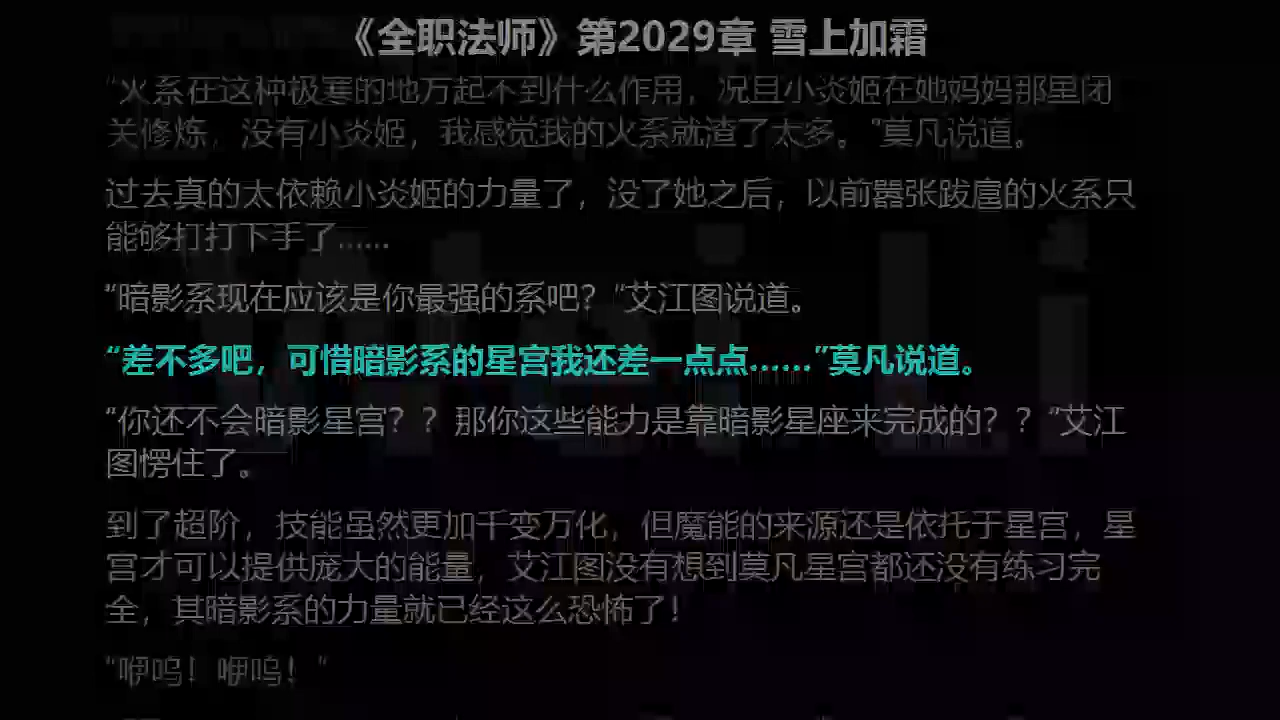 《全职法师》第2029章 雪上加霜
“火系在这种极寒的地方起不到什么作用，况且小炎姬在她妈妈那里闭
关修炼，没有小炎姬，我感觉我的火系就渣了太多。”莫凡说道。
过去真的太依赖小炎姬的力量了，没了她之后，以前嚣张跋扈的火系只
能够打打下手了……
“暗影系现在应该是你最强的系吧？“艾江图说道。
“差不多吧，可惜暗影系的星宫我还差一点点……”莫凡说道。
“你还不会暗影星宫？？那你这些能力是靠暗影星座来完成的？？“艾江
图愣住了。
到了超阶，技能虽然更加千变万化，但魔能的来源还是依托于星宫，星
宫才可以提供庞大的能量，艾江图没有想到莫凡星宫都还没有练习完
全，其暗影系的力量就已经这么恐怖了！
“咿呜！咿呜！”